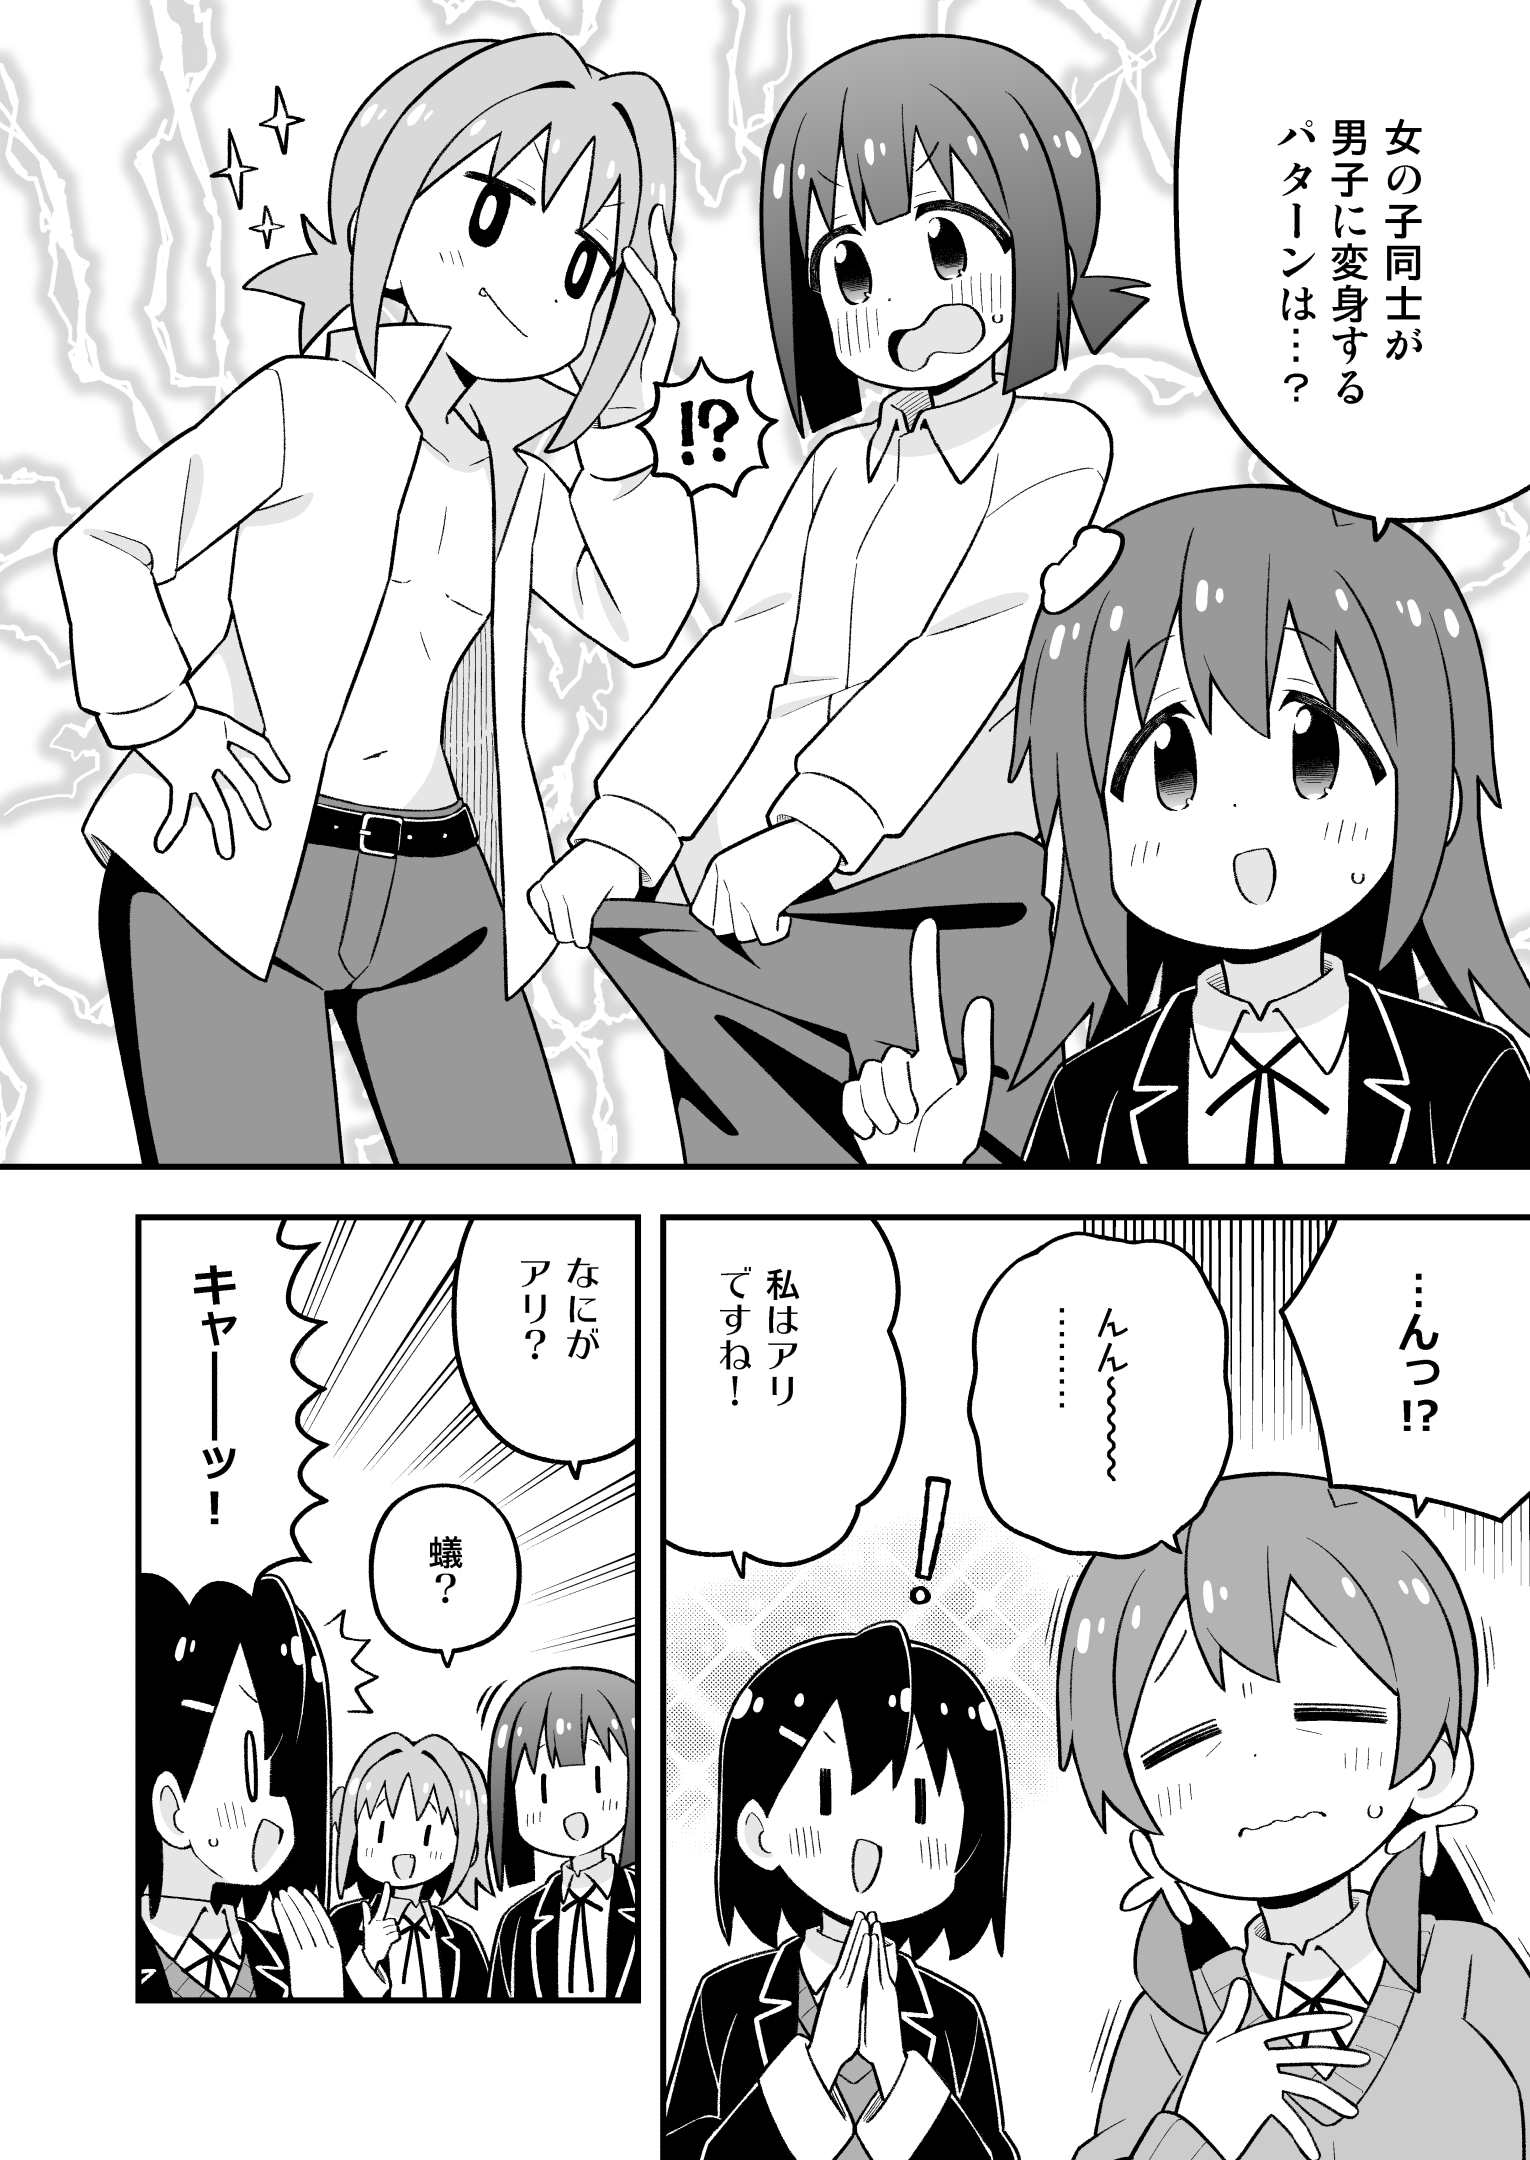 女の子同士が
男子に変身する
パターンは…?
!?
…んっ!?
んん〜〜〜
………
私はアリ
ですね!
!
なにが
アリ?
蟻?
キャーーッ!